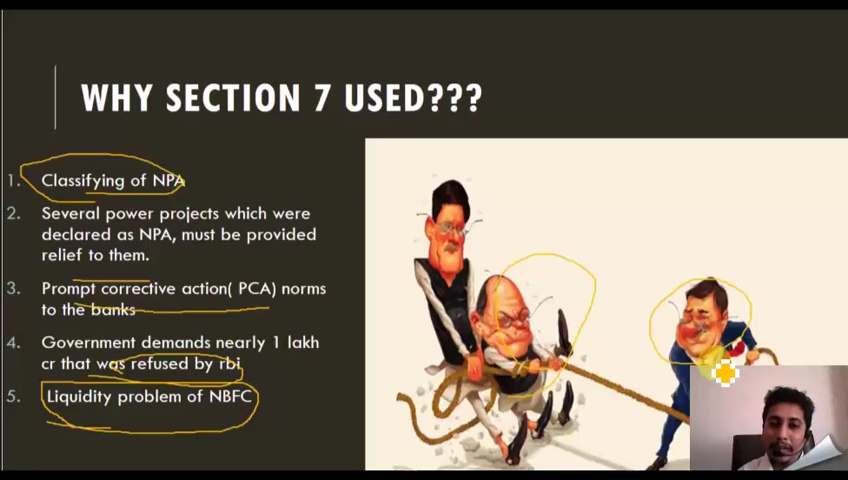 WHY SECTION 7 USED???
1. Classifying of NPA
2. Several power projects which were
declared as NPA, must be provided
relief to them.
3. Prompt corrective action( PCA) norms
to the banks
4. Government demands nearly 1 lakh
cr that was refused by rbi
5. Liquidity problem of NBFC